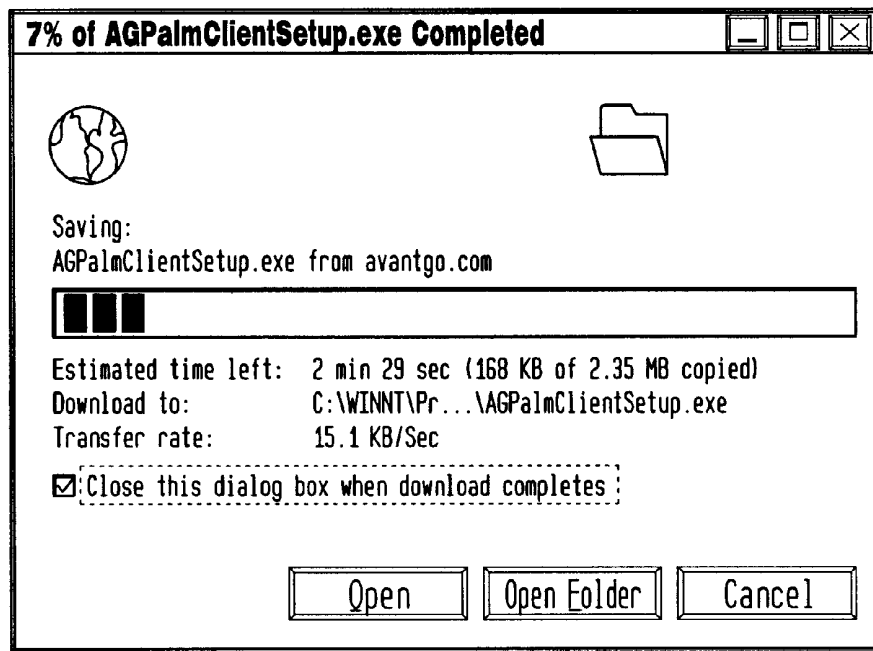 7% of AGPalmClientSetup.exe Completed
Saving:
AGPalmClientSetup.exe from avantgo.com
Estimated time left: 2 min 29 sec (168 KB of 2.35 MB copied)
Download to: C:\WINNT\Pr...\AGPalmClientSetup.exe
Transfer rate: 15.1 KB/Sec
Close this dialog box when download completes
Open Open Folder Cancel